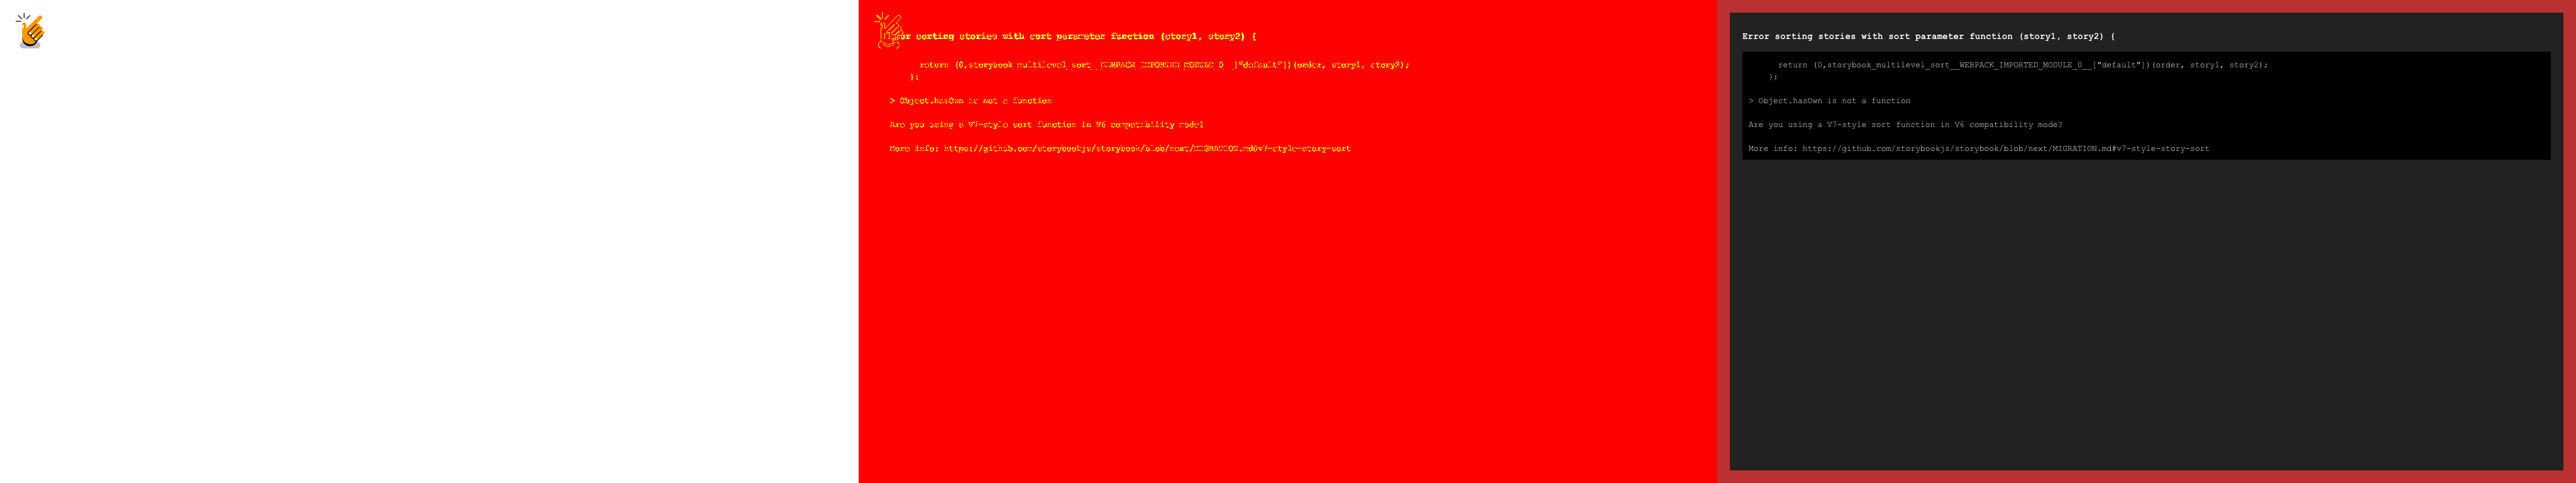 or sorting stories with sort parameter function (story1, story2) {
return (0,storybook_multilevel_sort__WEBPACK_IMPORTED_MODULE_0__["default"])(order, story1, story2);
}:
> Object.hasOwn is not a function
Are you using a V7-style sort function in V6 compatibility mode?
More info: https://github.com/storybookjs/storybook/blob/next/MIGRATION.md#v7-style-story-sort
Error sorting stories with sort parameter function (story1, story2) {
return (0,storybook_multilevel_sort__WEBPACK_IMPORTED_MODULE_0__["default"])(order, story1, story2);
}:
> Object.hasOwn is not a function
Are you using a V7-style sort function in V6 compatibility mode?
More info: https://github.com/storybookjs/storybook/blob/next/MIGRATION.md#v7-style-story-sort